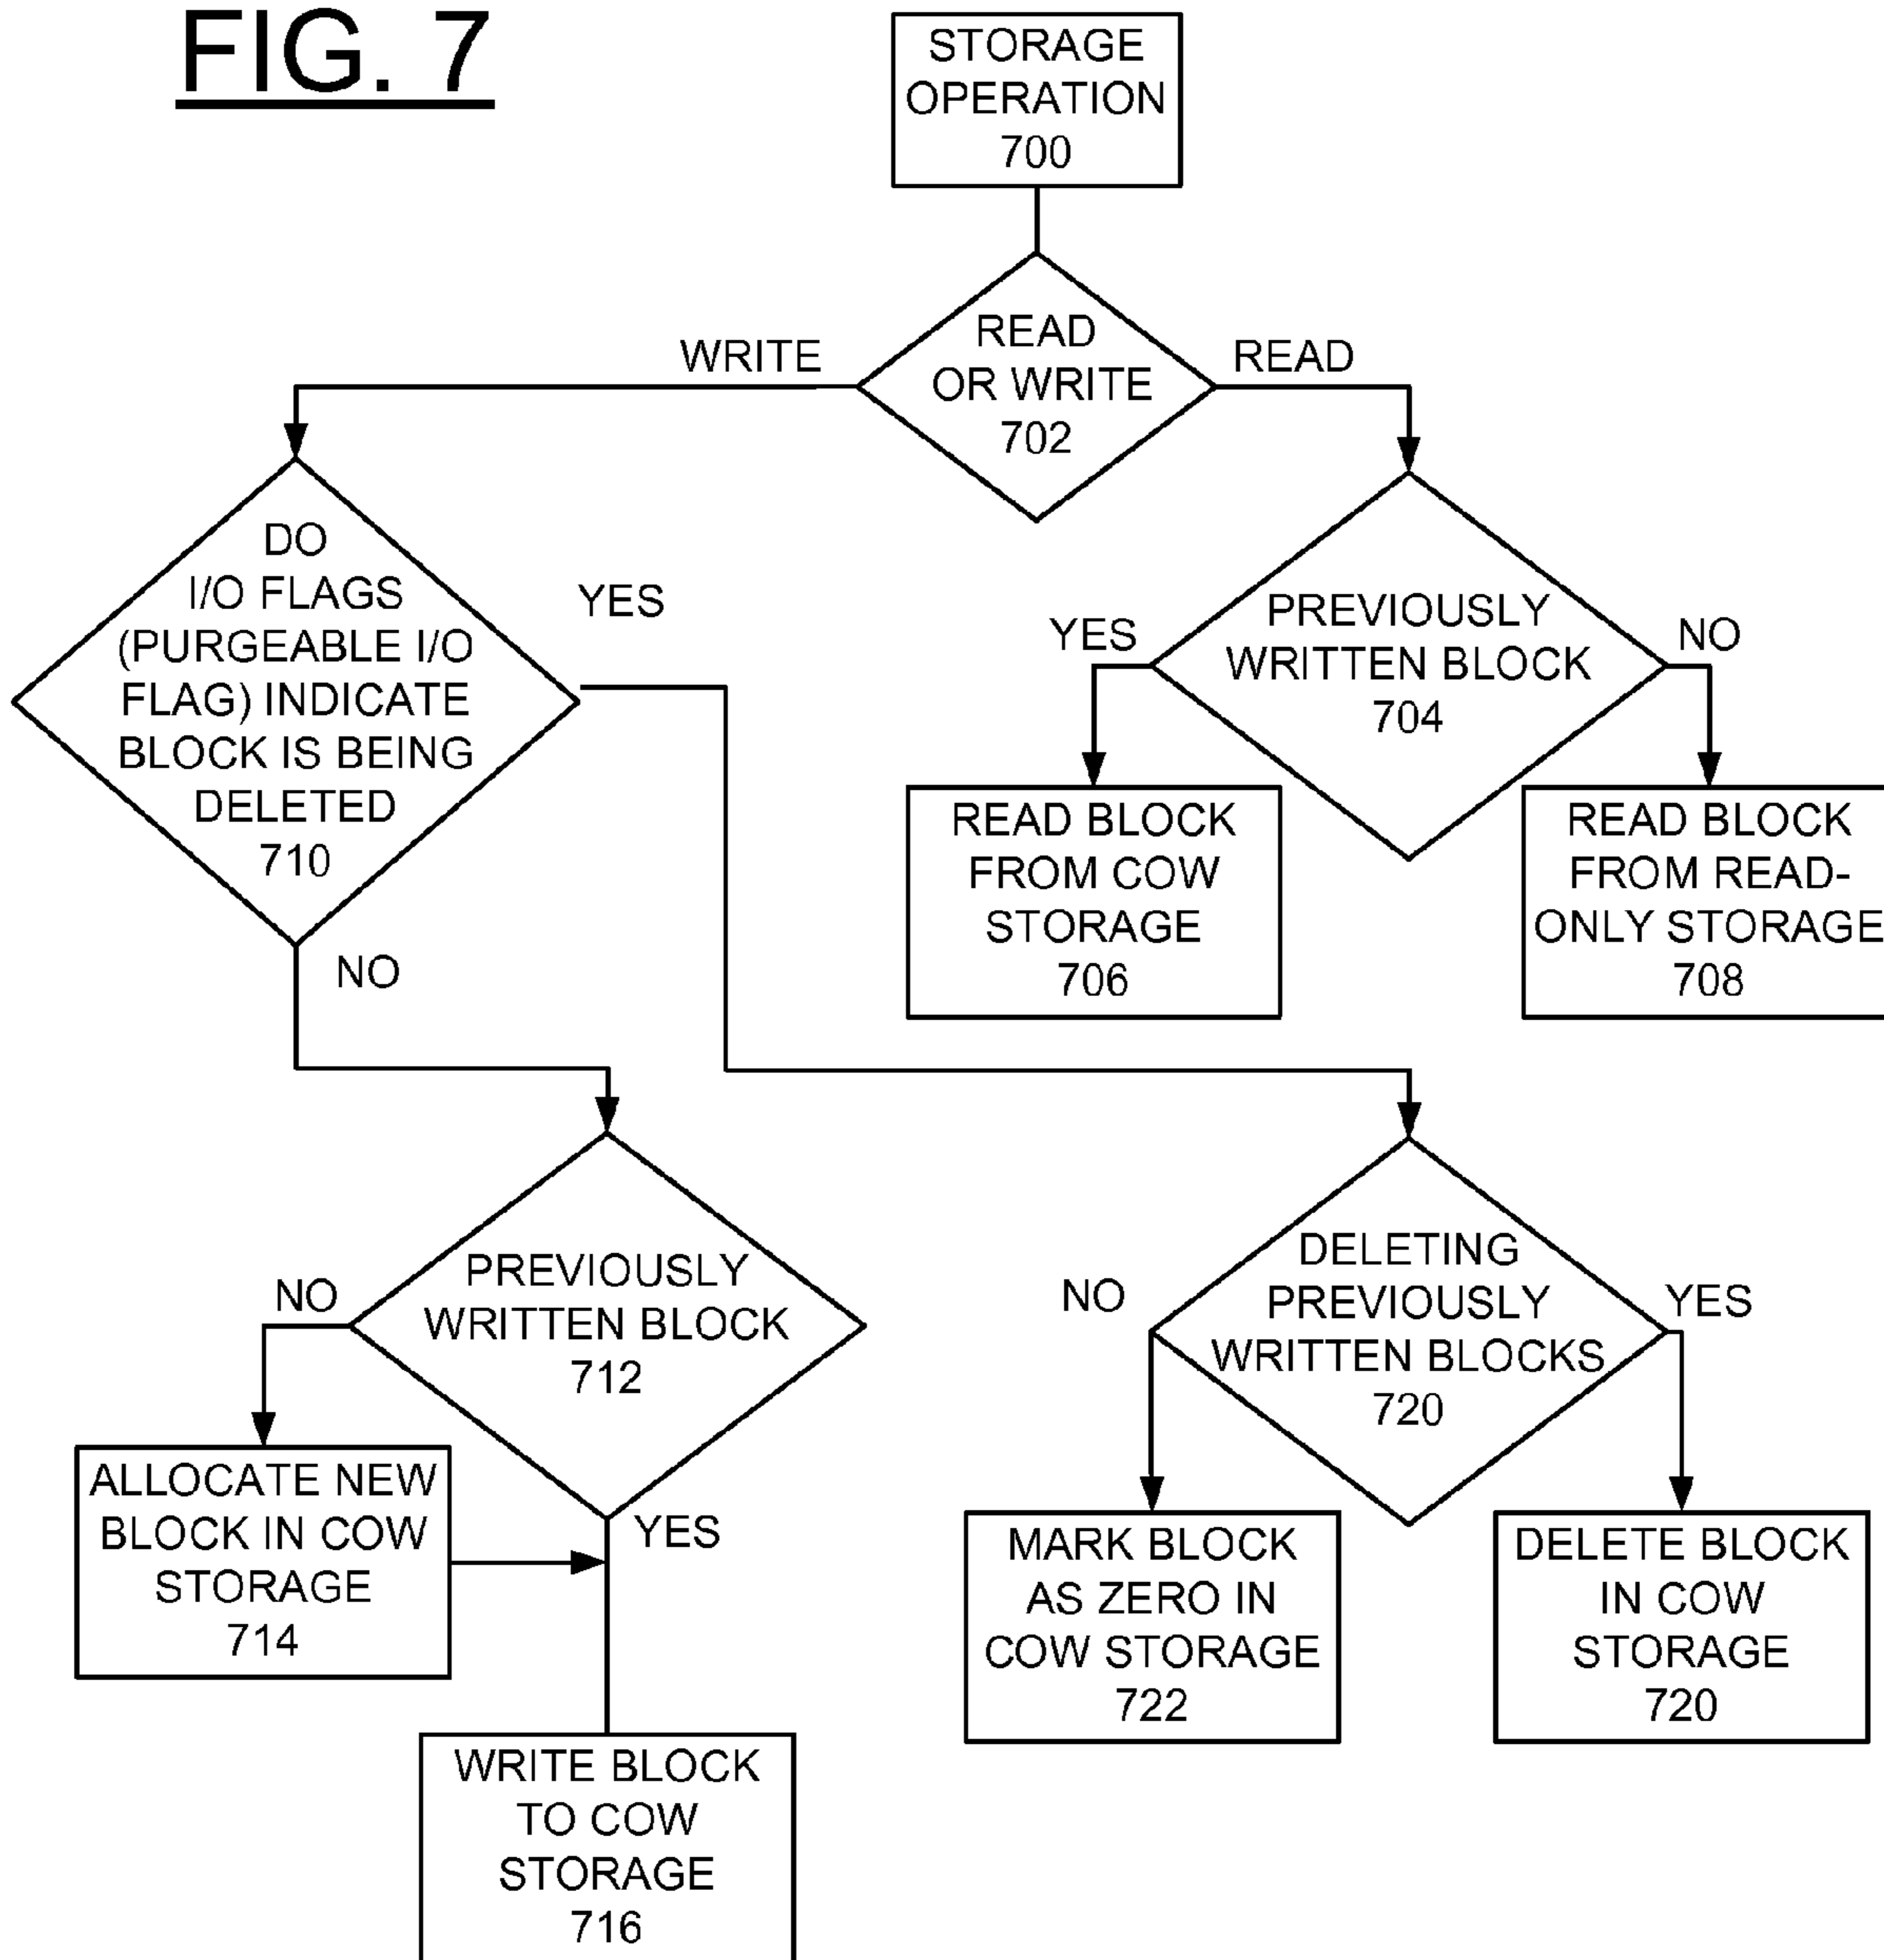 FIG. 7
STORAGE
OPERATION
700
READ
OR WRITE
702
WRITE
READ
DO
I/O FLAGS
(PURGEABLE I/O
FLAG) INDICATE
BLOCK IS BEING
DELETED
710
YES
NO
PREVIOUSLY
WRITTEN BLOCK
704
YES
NO
READ BLOCK
FROM COW
STORAGE
706
READ BLOCK
FROM READ-
ONLY STORAGE
708
PREVIOUSLY
WRITTEN BLOCK
712
NO
YES
ALLOCATE NEW
BLOCK IN COW
STORAGE
714
WRITE BLOCK
TO COW
STORAGE
716
DELETING
PREVIOUSLY
WRITTEN BLOCKS
720
NO
YES
MARK BLOCK
AS ZERO IN
COW STORAGE
722
DELETE BLOCK
IN COW
STORAGE
720